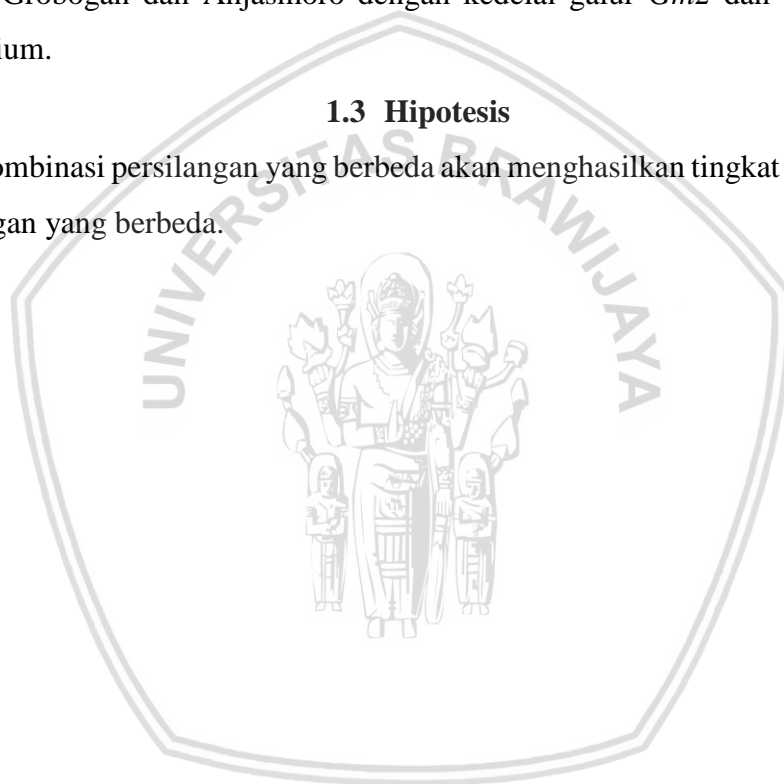 Grobogan dan Anjasmoro dengan kedelai galur Gm2 dan
ium.
1.3 Hipotesis
ombinasi persilangan yang berbeda akan menghasilkan tingkat
gan yang berbeda.
UNIVERSITAS BRAWIJAYA